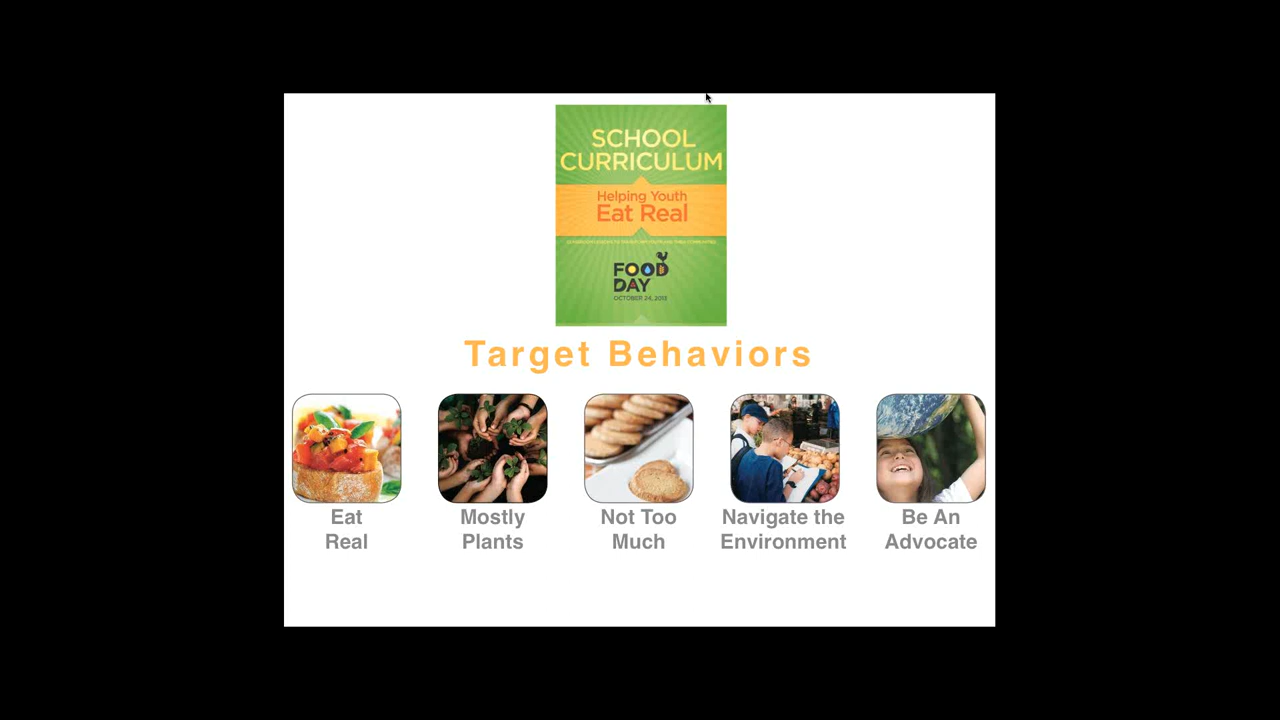 SCHOOL
CURRICULUM
Helping Youth
Eat Real
FOOD
DAY
OCTOBER 24, 2013
Target Behaviors
Eat
Real
Mostly
Plants
Not Too
Much
Navigate the
Environment
Be An
Advocate